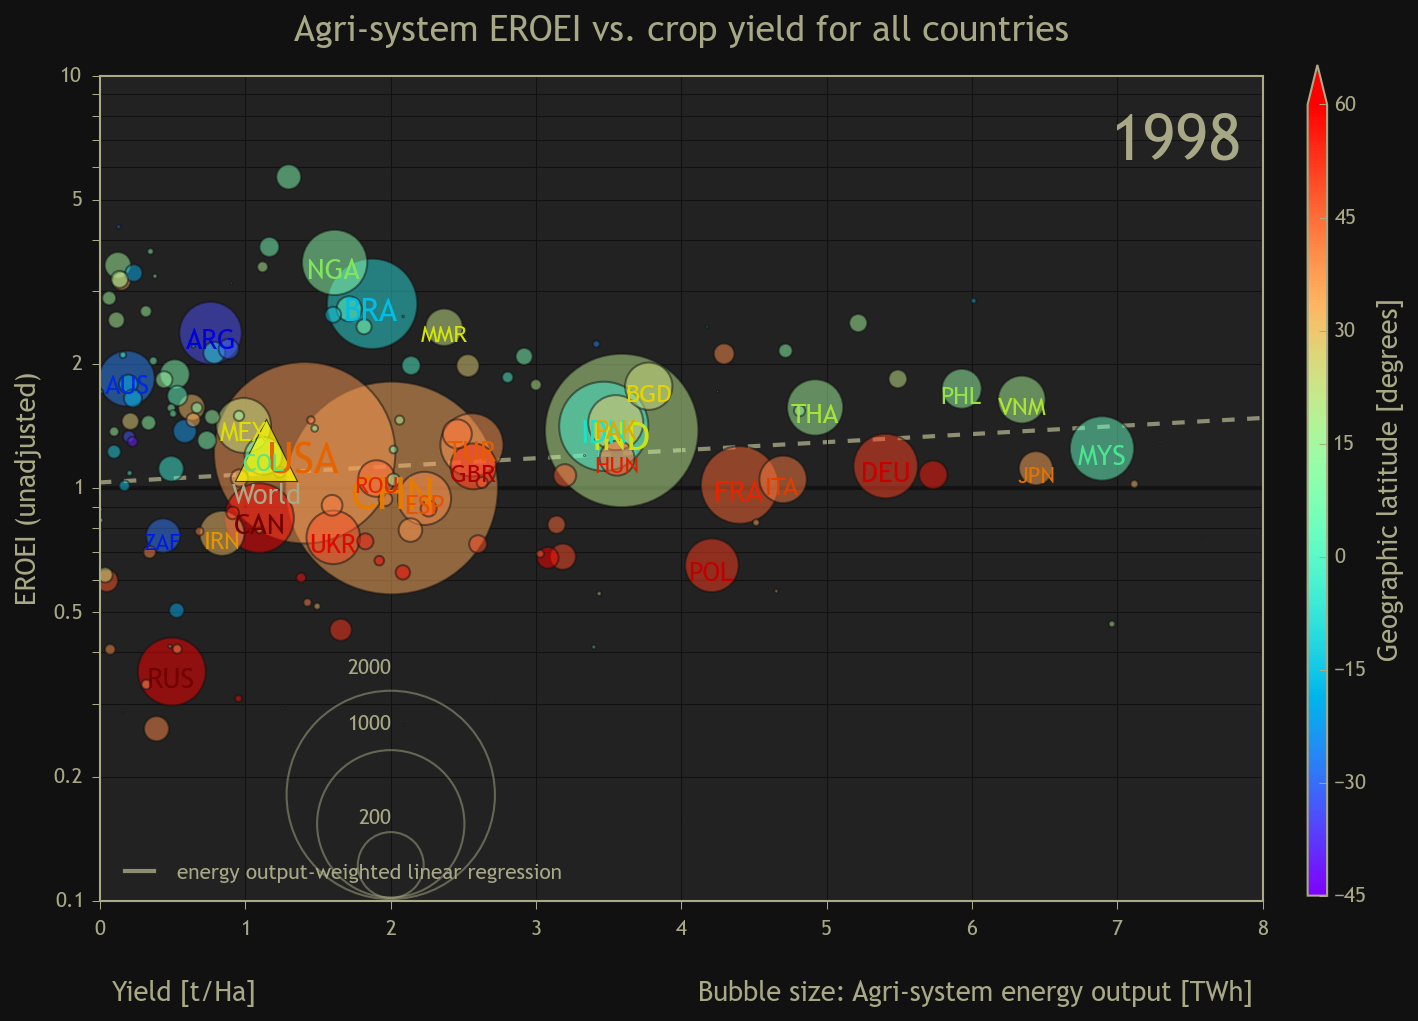 Agri-system EROEI vs. crop yield for all countries
1998
EROEI (unadjusted)
10
5
2
1
0.5
0.2
0.1
NGA
BRA
ARG
MMR
AUS
BGD
PHL
VNM
THA
MEX
USA
COL
TUR
PAK
IND
HUN
MYS
World
ROU
GBR
CHN
ESP
FRA
ITA
DEU
JPN
CAN
ZAF
IRN
UKR
POL
RUS
2000
1000
200
energy output-weighted linear regression
0 1 2 3 4 5 6 7 8
Yield [t/Ha]
Bubble size: Agri-system energy output [TWh]
60
45
30
15
0
−15
−30
−45
Geographic latitude [degrees]